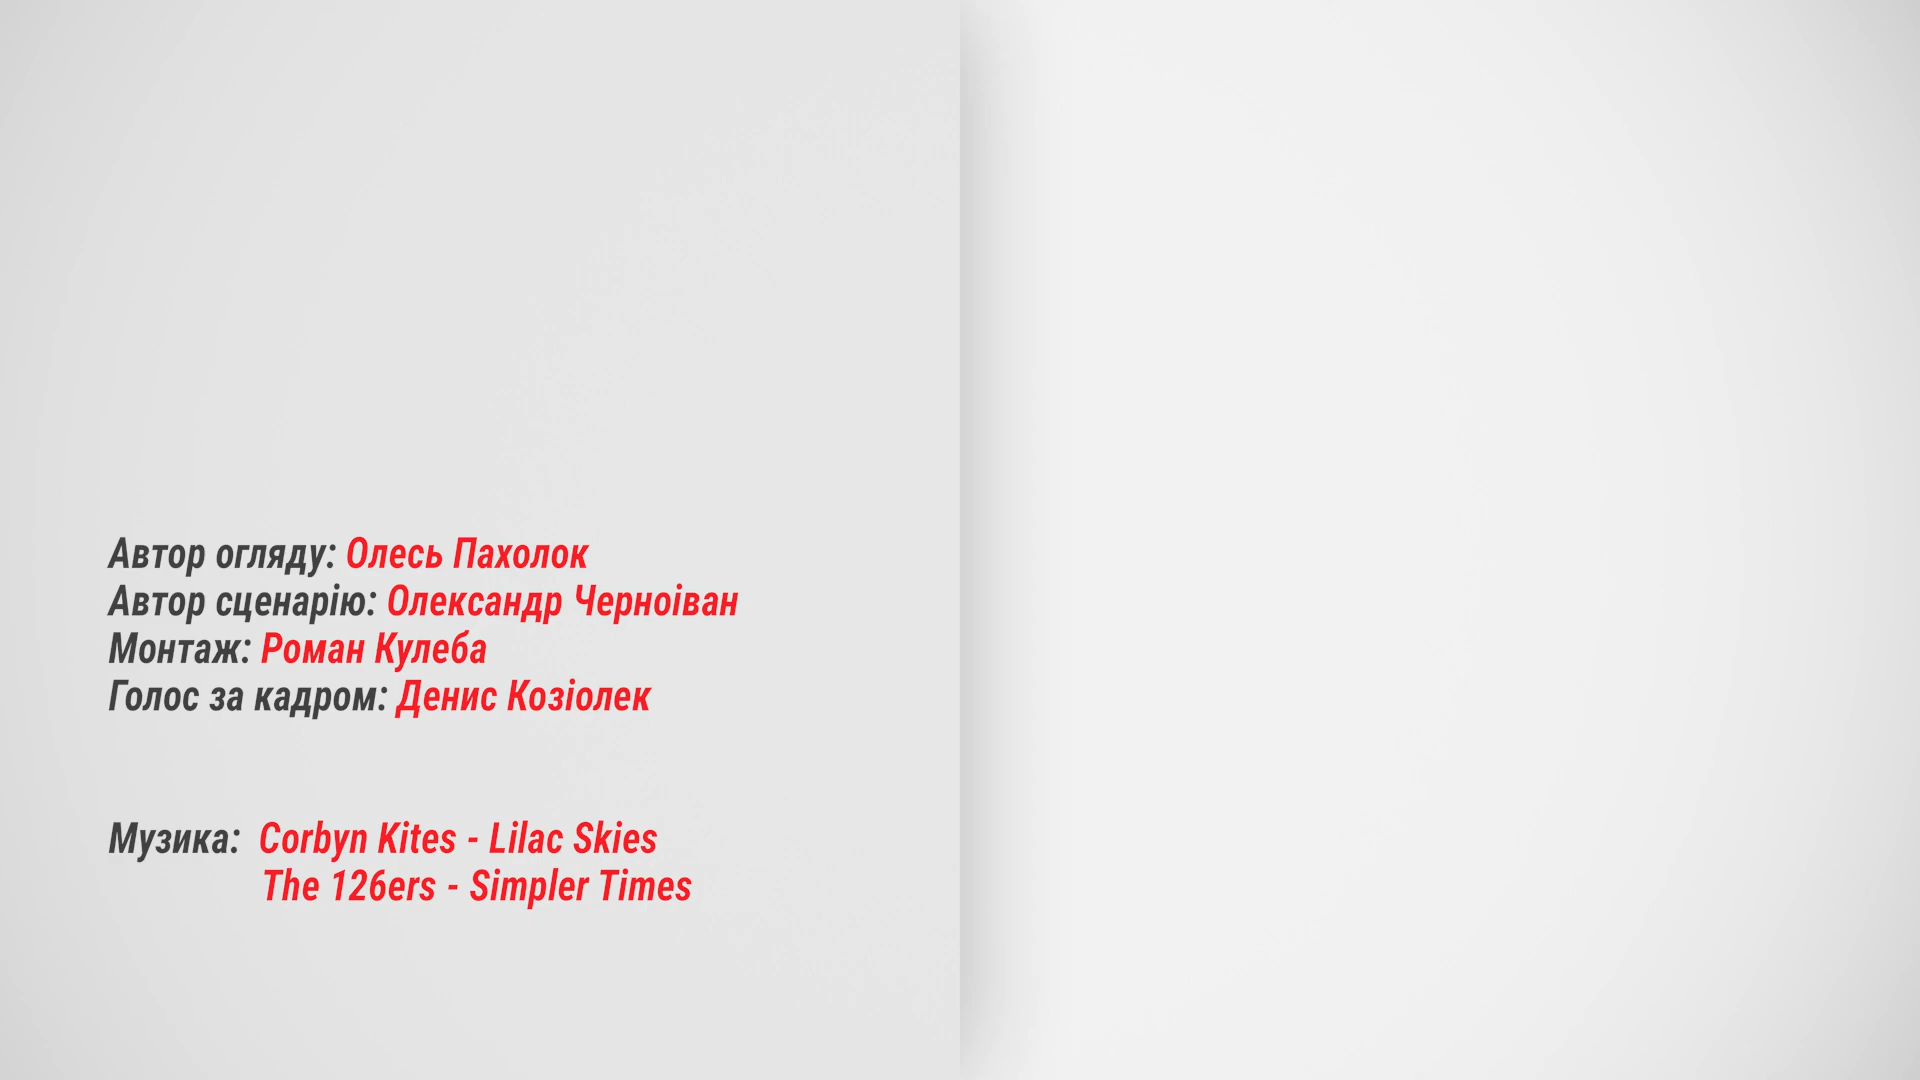 Автор огляду: Олесь Пахолок
Автор сценарію: Олександр Черноіван
Монтаж: Роман Кулеба
Голос за кадром: Денис Козіолек
Музика: Corbyn Kites - Lilac Skies
The 126ers - Simpler Times